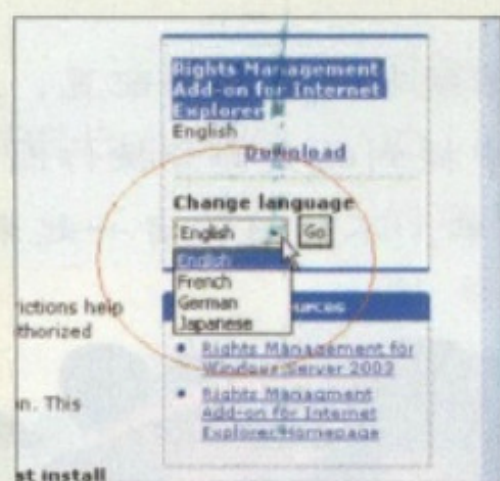 Rights Management
Add-on for Internet
Explorer
English
Download
Change language
English Go
English
French
German
Japanese
rictions help
thorized
n. This
st install
• Rights Management for
Windows Server 2003
• Rights Managment
Add-on for Internet
Explorer Homepage